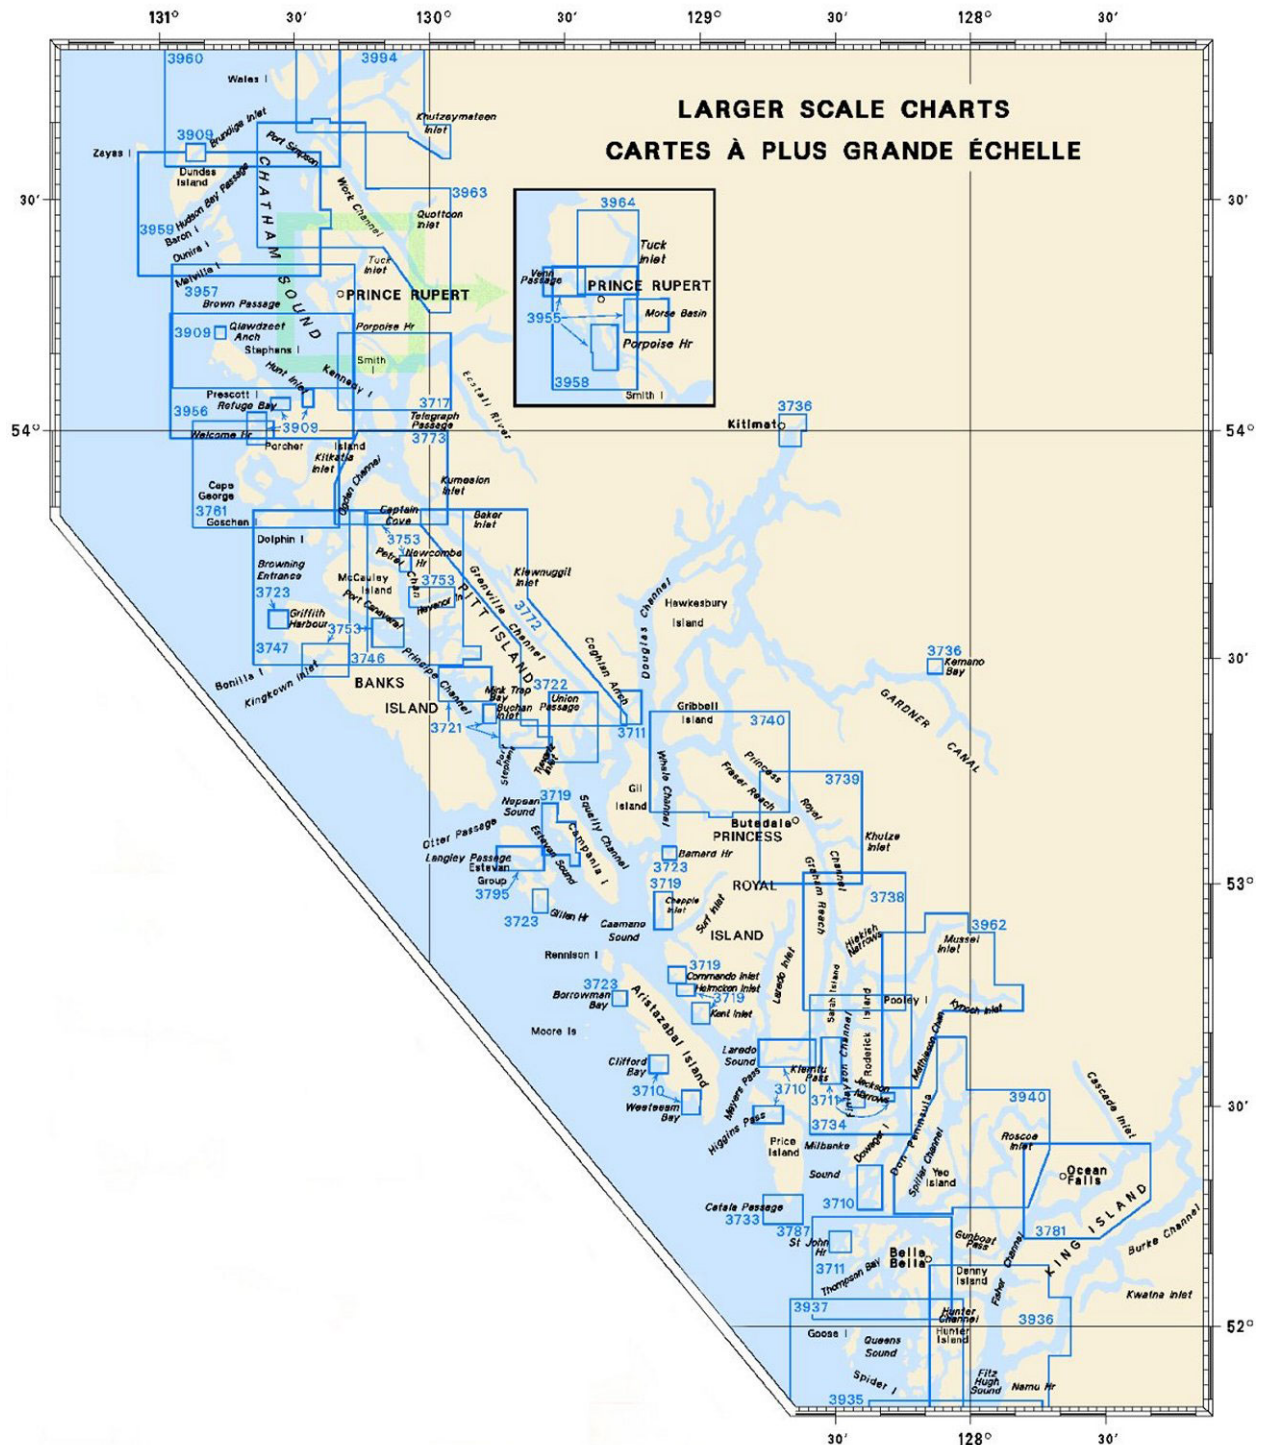 131°
30'
130°
30'
129°
30'
128°
30'
LARGER SCALE CHARTS
CARTES À PLUS GRANDE ÉCHELLE
3960
3994
Wales I
Khutzeymateen
Inlet
3909
Brundige Inlet
Port Simpson
Zayas I
Dundas
Island
CHATHAM SOUND
Work Channel
3963
30'
30'
Hudson Bay Passage
3959
Baron I
Dunira I
Melville I
Quottoon
Inlet
Tuck
Inlet
3957
PRINCE RUPERT
Brown Passage
3909
Qlawdzeet
Anch
Stephens I
Porpoise Hr
Smith
I
Hunt Inlet
Kennedy I
Ecstall River
3964
Tuck
Inlet
Venn
Passage
PRINCE RUPERT
3955
Morse Basin
Porpoise Hr
3958
Smith I
Prescott I
Refuge Bay
3956
3909
3717
Telegraph
Passage
3773
54°
54°
Welcome Hr
Porcher
Island
Kitkatla
Inlet
Ogden Channel
Kitimat
3736
Cape
George
3761
Goschen I
Kumealon
Inlet
Captain
Cove
Baker
Inlet
Dolphin I
3753
Petrel Chan
Newcombe
Hr
Browning
Entrance
McCauley
Island
3753
Hevenor In
Grenville Channel
Klewnuggit
Inlet
3723
Griffith
Harbour
Port Canaveral
PITT ISLAND
3772
Douglas Channel
Hawkesbury
Island
3753
3747
3746
Coghlan Anch
3736
Kemano
Bay
30'
30'
Bonilla I
Kingkown Inlet
BANKS
ISLAND
Principe Channel
Mink Trap
Bay
Buchan
Inlet
3722
Union
Passage
3721
3711
Gribbell
Island
3740
GARDNER
CANAL
Port
Stephens
Whale Channel
Princess
Royal
Channel
Fraser Reach
3739
Gil
Island
Nepean
Sound
3719
Squally Channel
Butedale
PRINCESS
ROYAL
ISLAND
Khutze
Inlet
Otter Passage
Langley Passage
Estevan
Group
Estevan Sound
Campania I
Barnard Hr
3723
3795
3719
Chapple
Inlet
Graham Reach
3738
53°
3723
Gillen Hr
Caamano
Sound
Surf Inlet
Hiekish
Narrows
3962
Mussel
Inlet
Rennison I
3719
Commando Inlet
Helmcken Inlet
3719
Kent Inlet
Laredo Inlet
Sarah Island
Roderick
Island
Pooley I
Kynoch Inlet
3723
Borrowman
Bay
Aristazabal Island
Moore Is
Finlayson Channel
Mathieson Chan
Clifford
Bay
3710
Weeteeam
Bay
Laredo
Sound
Klemtu
Pass
3710
Meyers Pass
3711
Jackson
Narrows
3940
Cascade Inlet
30'
Higgins Pass
3734
Price
Island
Milbanke
Sound
Dowager I
Don Peninsula
Spiller Channel
Roscoe
Inlet
Yeo
Island
Ocean
Falls
Catala Passage
3733
3710
3787
St John
Hr
3711
3781
KING ISLAND
Gunboat
Pass
Fisher Channel
Burke Channel
Bella
Bella
Thompson Bay
Denny
Island
Kwatna Inlet
3937
Hunter
Channel
Hunter
Island
3936
52°
Goose I
Queens
Sound
Spider I
Fitz
Hugh
Sound
Namu Hr
3935
30'
128°
30'